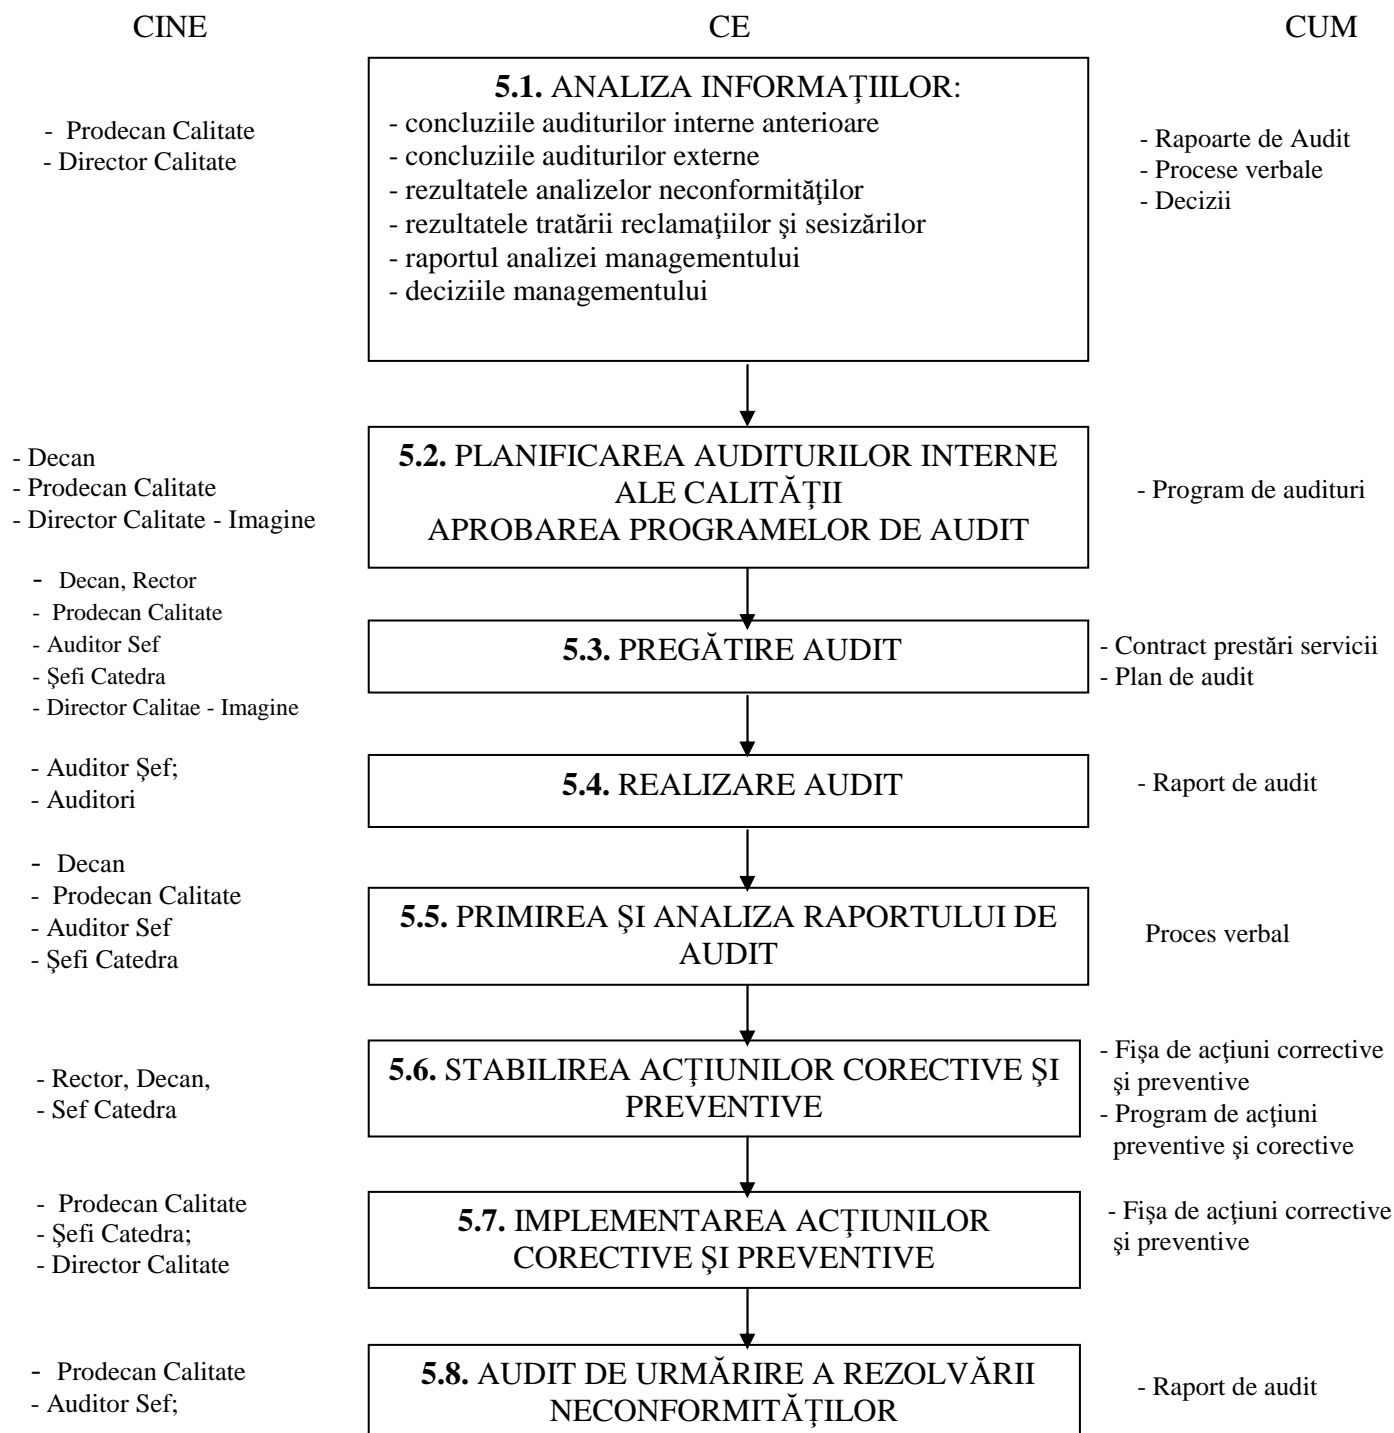 CINE CE CUM
5.1. ANALIZA INFORMAŢIILOR:
- concluziile auditurilor interne anterioare
- concluziile auditurilor externe
- rezultatele analizelor neconformităţilor
- rezultatele tratării reclamaţiilor şi sesizărilor
- raportul analizei managementului
- deciziile managementului
- Prodecan Calitate
- Director Calitate
- Rapoarte de Audit
- Procese verbale
- Decizii
- Decan
- Prodecan Calitate
- Director Calitate - Imagine
5.2. PLANIFICAREA AUDITURILOR INTERNE
ALE CALITĂŢII
APROBAREA PROGRAMELOR DE AUDIT
- Program de audituri
- Decan, Rector
- Prodecan Calitate
- Auditor Sef
- Şefi Catedra
- Director Calitae - Imagine
5.3. PREGĂTIRE AUDIT
- Contract prestări servicii
- Plan de audit
- Auditor Şef;
- Auditori
5.4. REALIZARE AUDIT
- Raport de audit
- Decan
- Prodecan Calitate
- Auditor Sef
- Şefi Catedra
5.5. PRIMIREA ŞI ANALIZA RAPORTULUI DE
AUDIT
Proces verbal
- Rector, Decan,
- Sef Catedra
5.6. STABILIREA ACŢIUNILOR CORECTIVE ŞI
PREVENTIVE
- Fişa de acţiuni corrective
şi preventive
- Program de acţiuni
preventive şi corective
- Prodecan Calitate
- Şefi Catedra;
- Director Calitate
5.7. IMPLEMENTAREA ACŢIUNILOR
CORECTIVE ŞI PREVENTIVE
- Fişa de acţiuni corrective
şi preventive
- Prodecan Calitate
- Auditor Sef;
5.8. AUDIT DE URMĂRIRE A REZOLVĂRII
NECONFORMITĂŢILOR
- Raport de audit